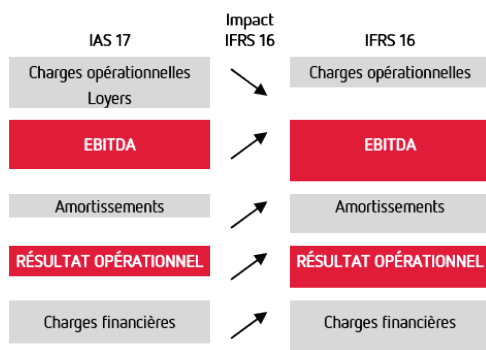 IAS 17
Impact
IFRS 16
IFRS 16
Charges opérationnelles
Loyers
Charges opérationnelles
EBITDA
EBITDA
Amortissements
Amortissements
RÉSULTAT OPÉRATIONNEL
RÉSULTAT OPÉRATIONNEL
Charges financières
Charges financières